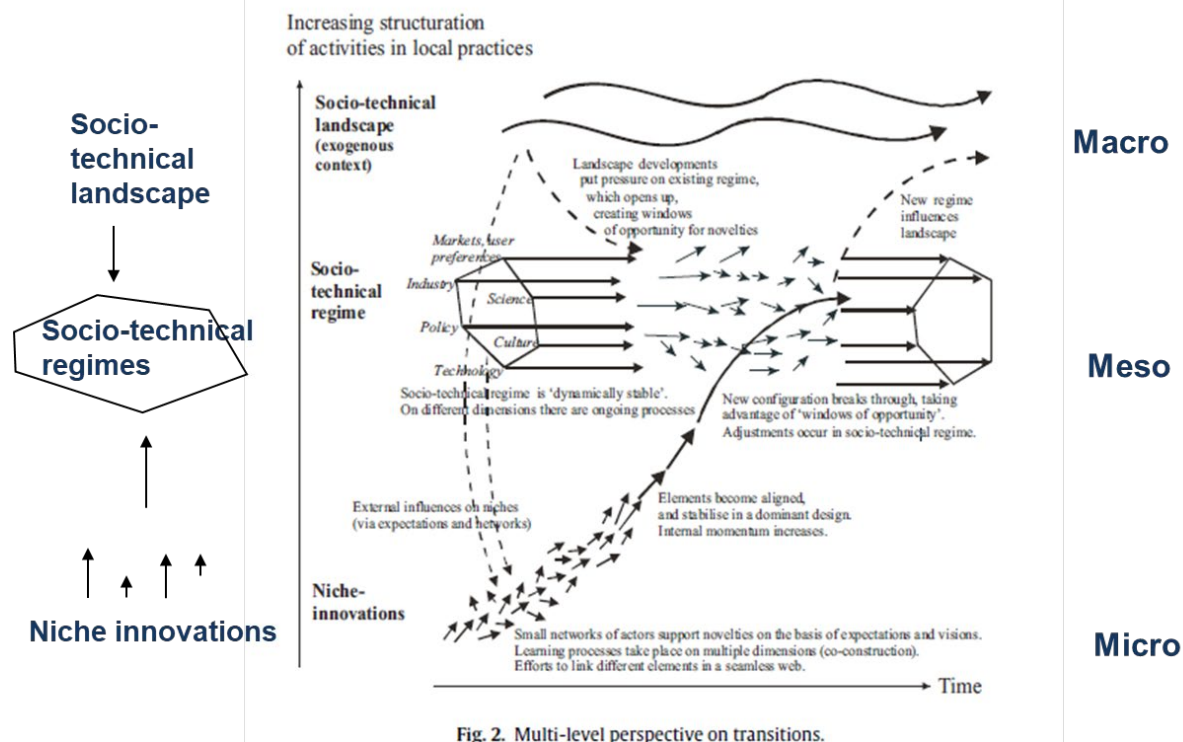 Increasing structuration
of activities in local practices
Socio-
technical
landscape
Socio-technical
regimes
Niche innovations
Socio-technical
landscape
(exogenous
context)
Landscape developments
put pressure on existing regime,
which opens up,
creating windows
of opportunity for novelties
New regime
influences
landscape
Macro
Markets, user
preferences
Industry
Science
Policy
Culture
Technology
Socio-
technical
regime
Socio-technical regime is ‘dynamically stable’.
On different dimensions there are ongoing processes
New configuration breaks through, taking
advantage of ‘windows of opportunity’.
Adjustments occur in socio-technical regime.
Meso
External influences on niches
(via expectations and networks)
Elements become aligned,
and stabilise in a dominant design.
Internal momentum increases.
Niche-
innovations
Small networks of actors support novelties on the basis of expectations and visions.
Learning processes take place on multiple dimensions (co-construction).
Efforts to link different elements in a seamless web.
Micro
Time
Fig. 2. Multi-level perspective on transitions.